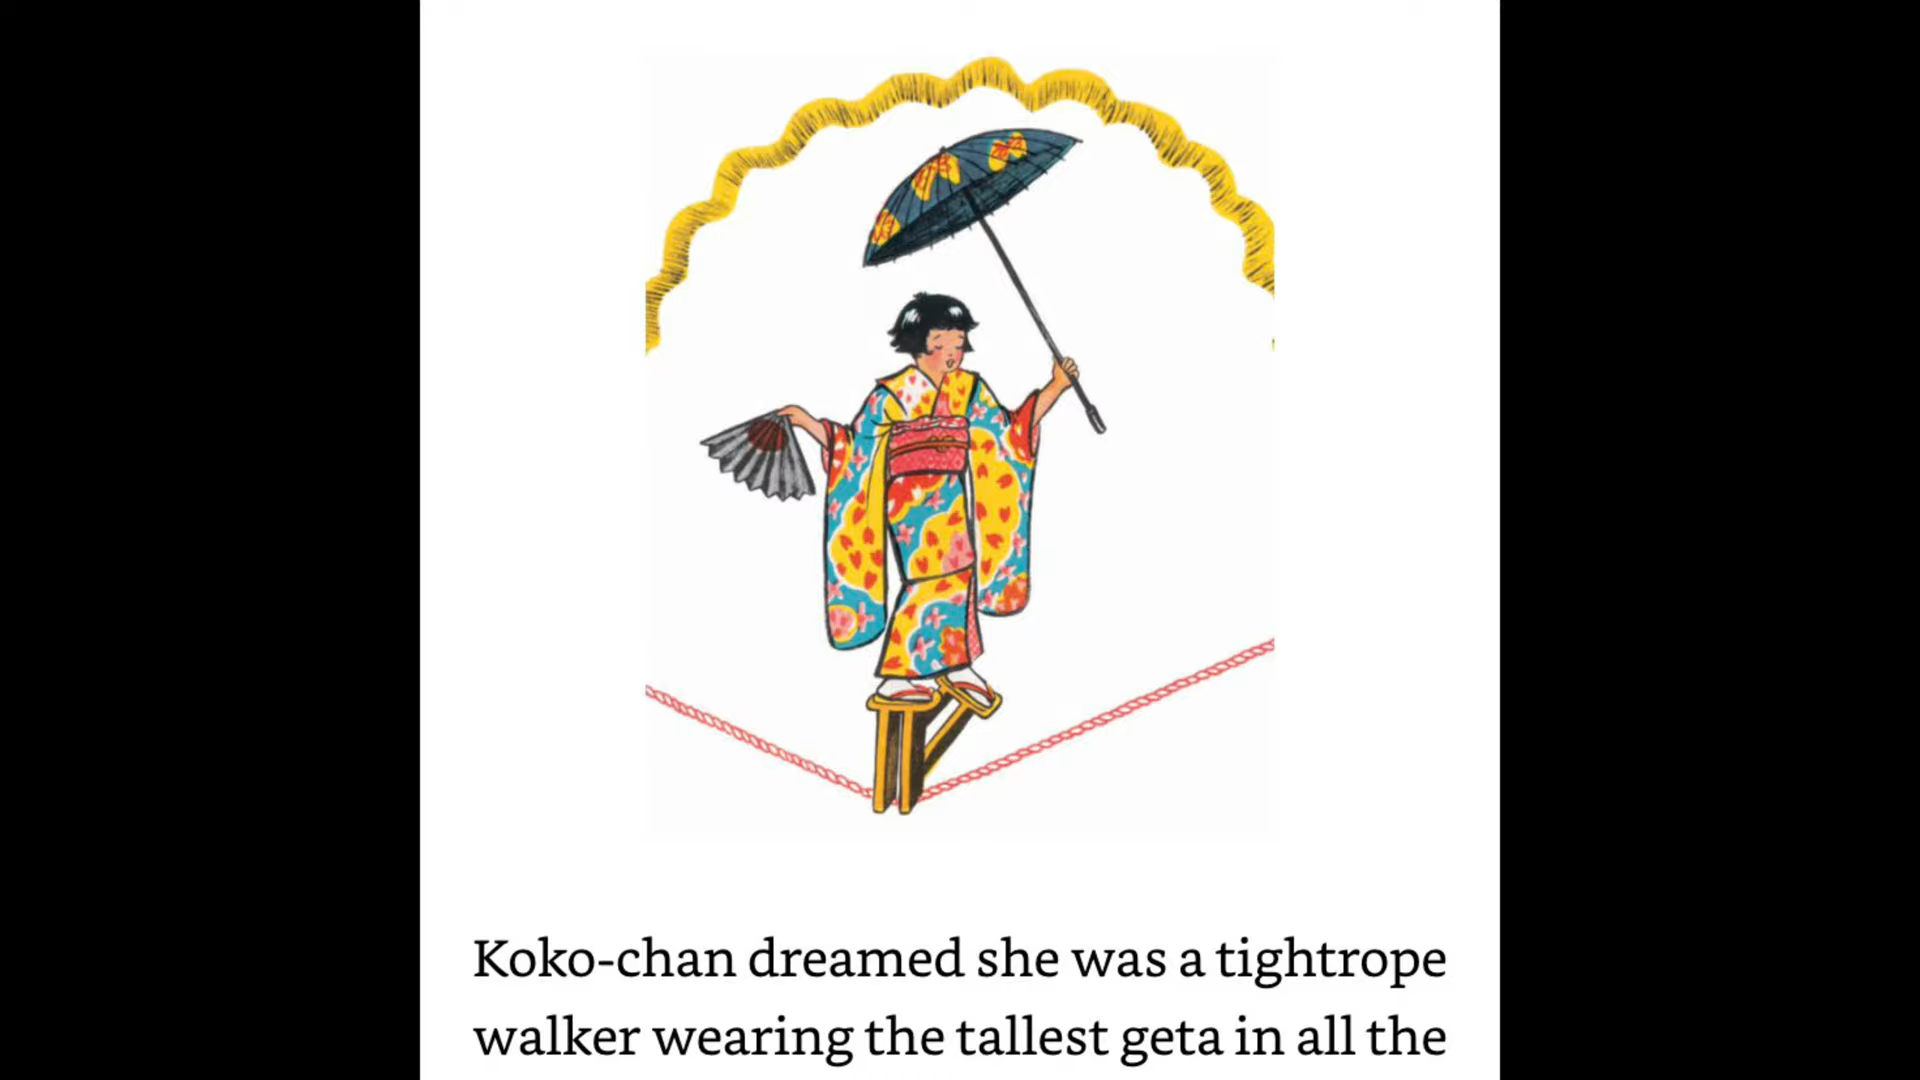 Koko-chan dreamed she was a tightrope
walker wearing the tallest geta in all the